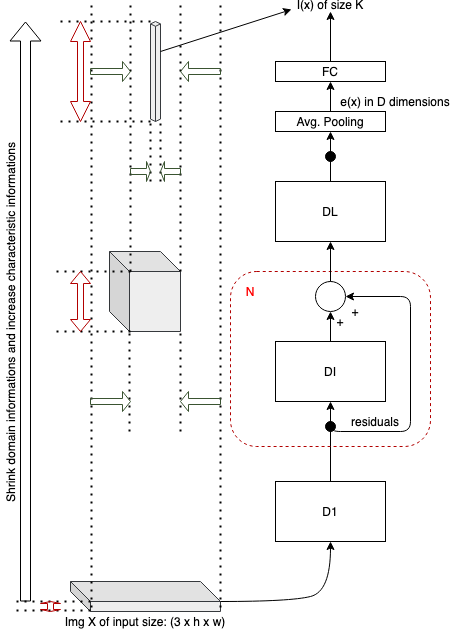 l(x) of size K
FC
e(x) in D dimensions
Avg. Pooling
DL
N
+
+
DI
residuals
D1
Img X of input size: (3 x h x w)
Shrink domain informations and increase characteristic informations